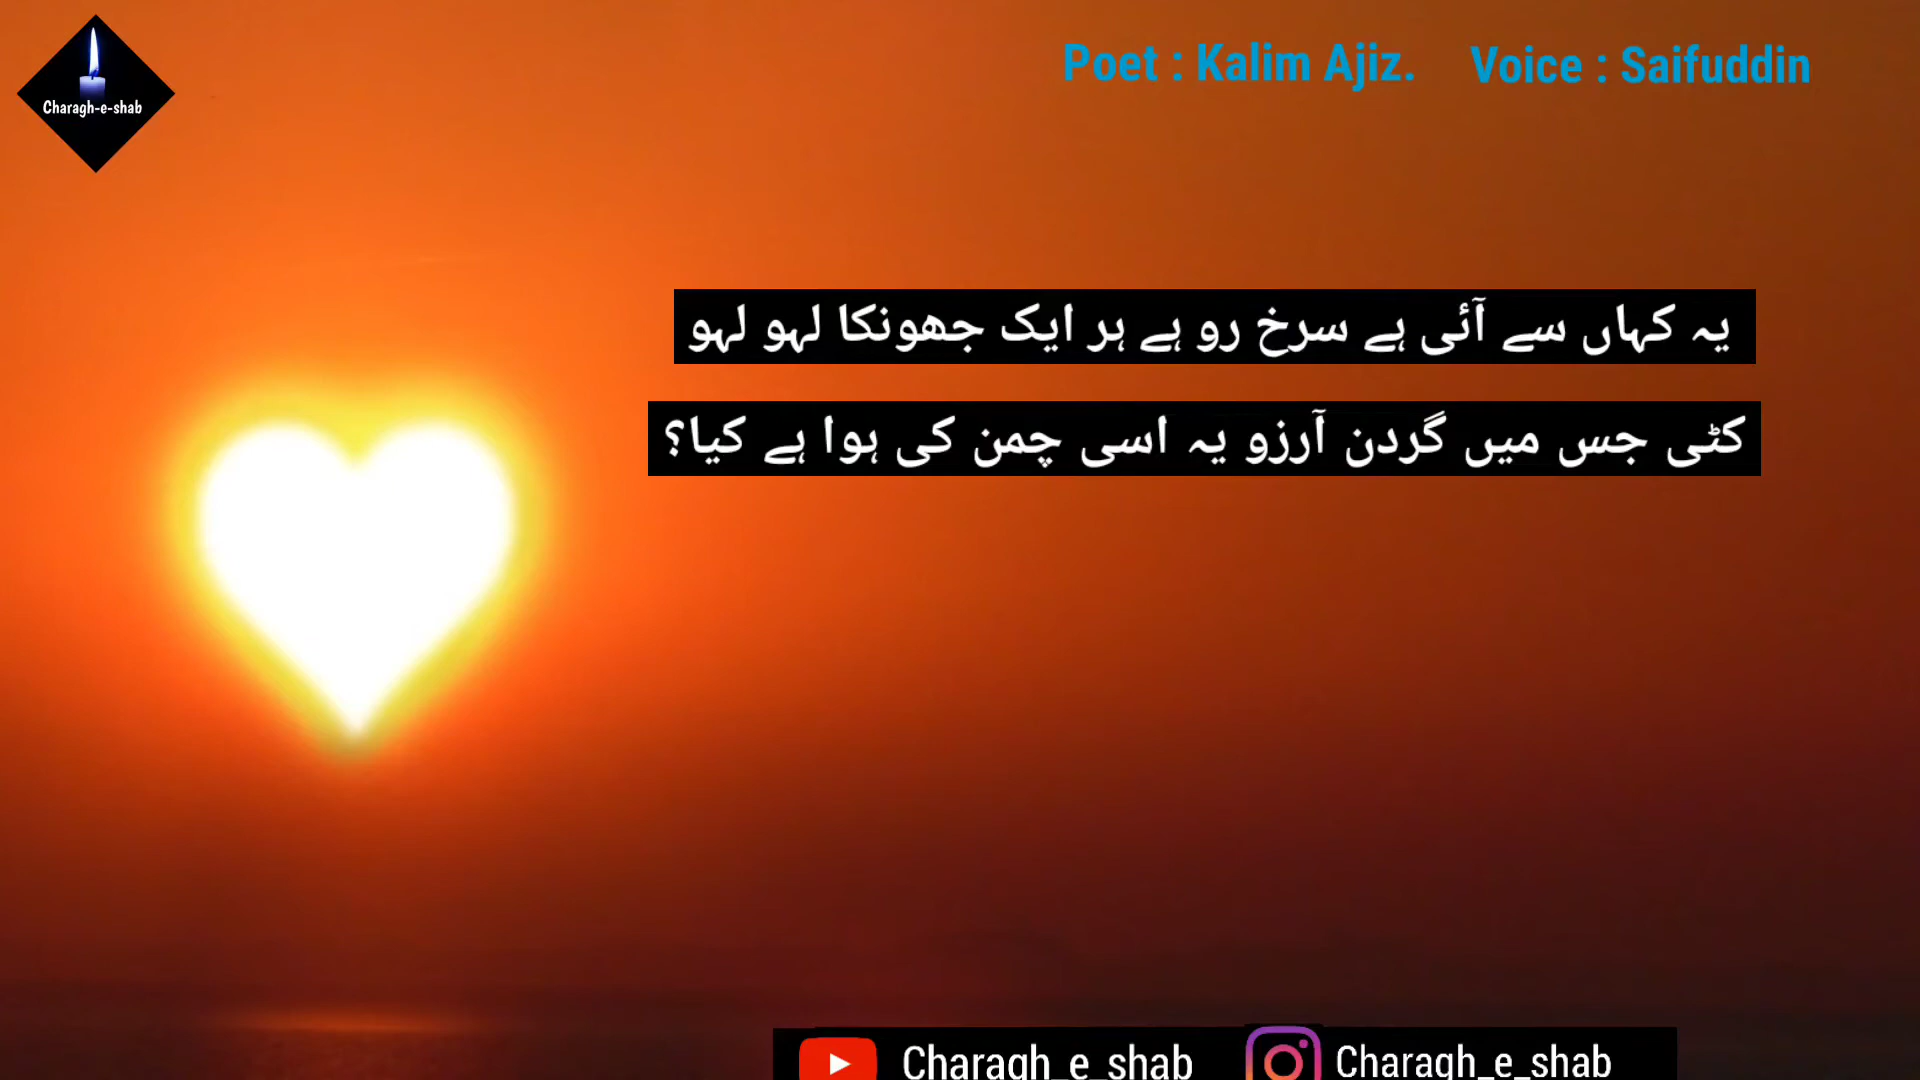 Charagh-e-shab
Poet : Kalim Ajiz. Voice : Saifuddin
یہ کہاں سے آئی ہے سرخ رو ہے ہر ایک جھونکا لہو لہو
کٹی جس میں گردن آرزو یہ اسی چمن کی ہوا ہے کیا؟
Charagh_e_shab Charagh_e_shab